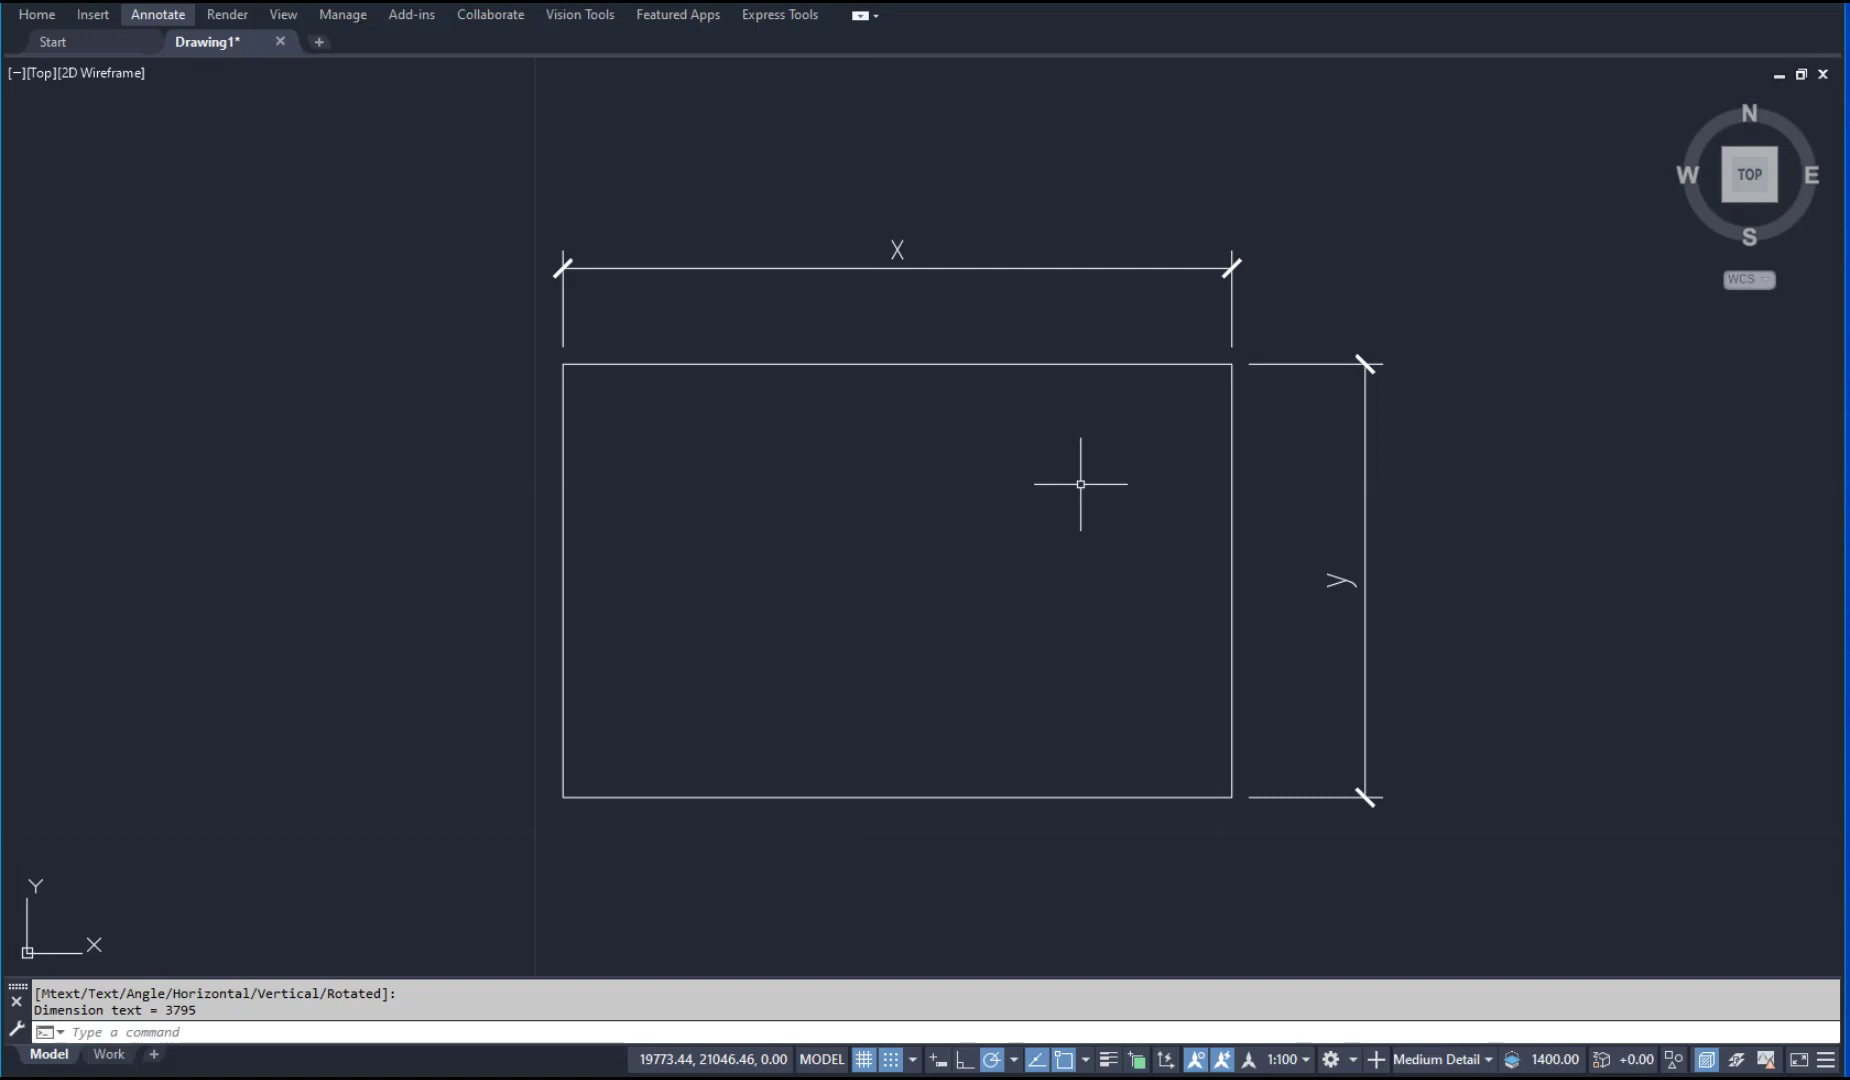 Home Insert Annotate Render View Manage Add-ins Collaborate Vision Tools Featured Apps Express Tools
Start Drawing1*
[−][Top][2D Wireframe]
N
W TOP E
S
WCS
X
y
Y
X
[Mtext/Text/Angle/Horizontal/Vertical/Rotated]:
Dimension text = 3795
Type a command
Model Work +
19773.44, 21046.46, 0.00 MODEL 1:100 Medium Detail 1400.00 +0.00